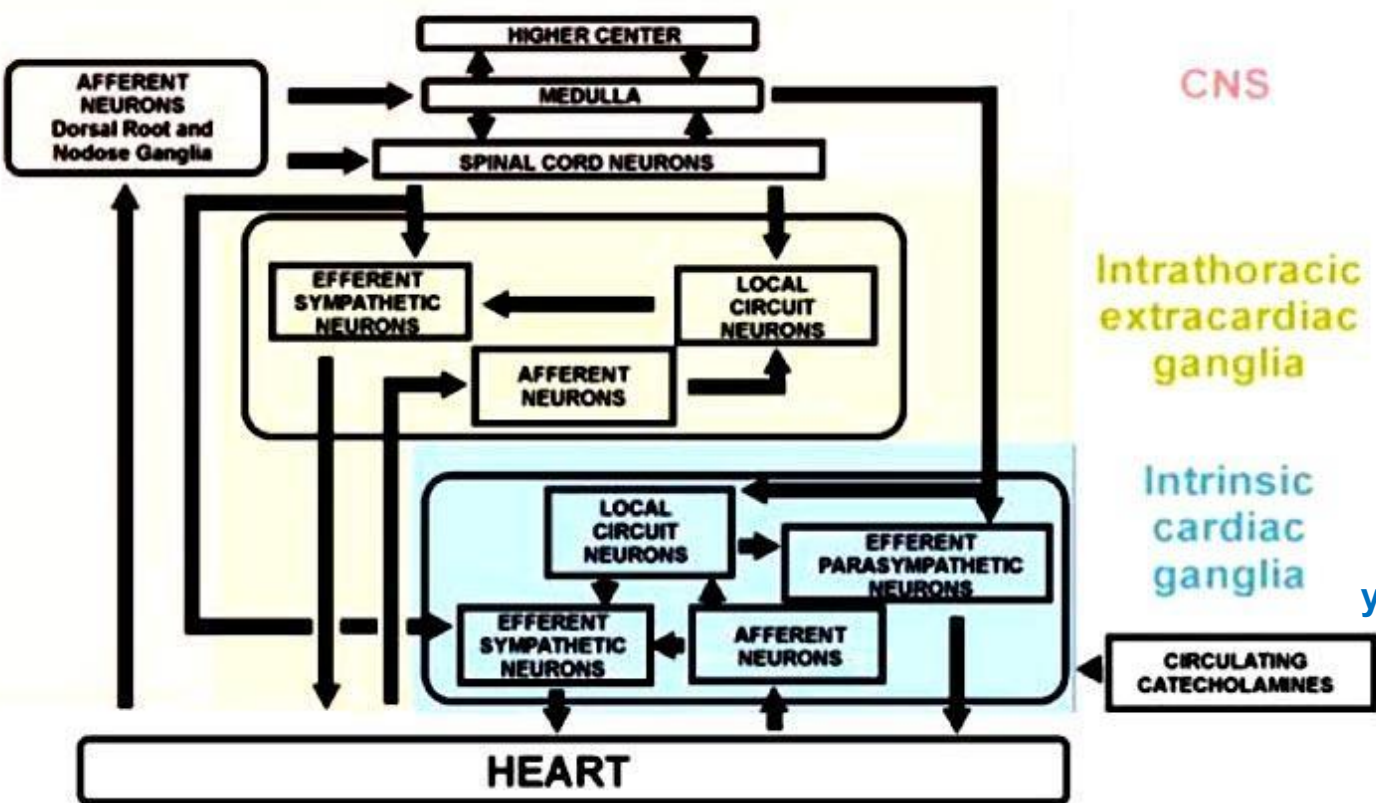 HIGHER CENTER
AFFERENT
NEURONS
Dorsal Root and
Nodose Ganglia
MEDULLA
CNS
SPINAL CORD NEURONS
EFFERENT
SYMPATHETIC
NEURONS
LOCAL
CIRCUIT
NEURONS
AFFERENT
NEURONS
Intrathoracic
extracardiac
ganglia
LOCAL
CIRCUIT
NEURONS
EFFERENT
PARASYMPATHETIC
NEURONS
Intrinsic
cardiac
ganglia
y
EFFERENT
SYMPATHETIC
NEURONS
AFFERENT
NEURONS
CIRCULATING
CATECHOLAMINES
HEART